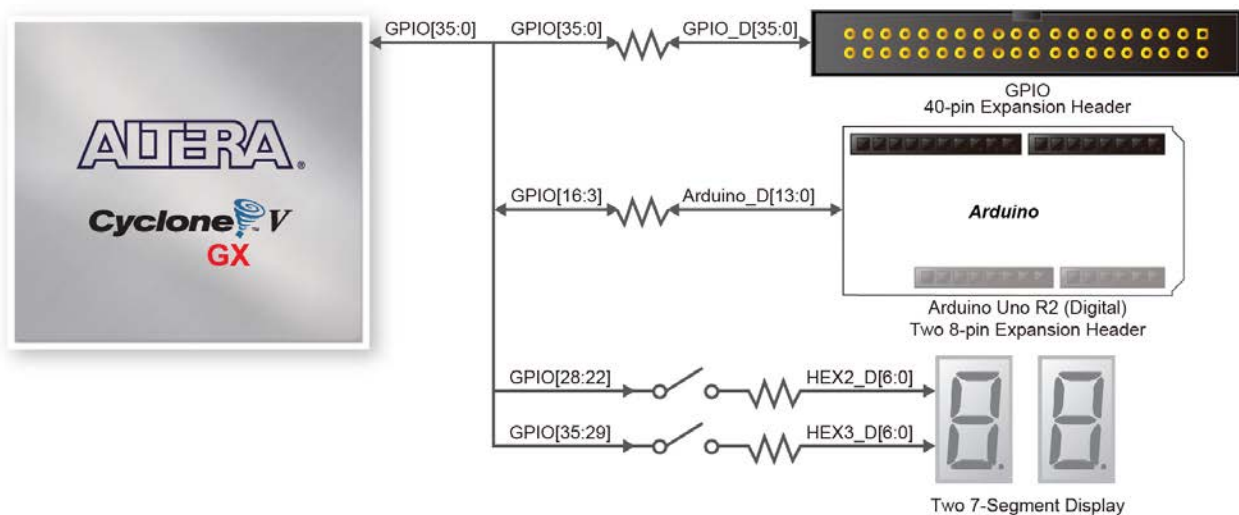 GPIO[35:0] GPIO[35:0] GPIO_D[35:0]
GPIO
40-pin Expansion Header
ALTERA®
Cyclone™ V
GX
GPIO[16:3] Arduino_D[13:0]
Arduino
Arduino Uno R2 (Digital)
Two 8-pin Expansion Header
GPIO[28:22] HEX2_D[6:0]
GPIO[35:29] HEX3_D[6:0]
Two 7-Segment Display